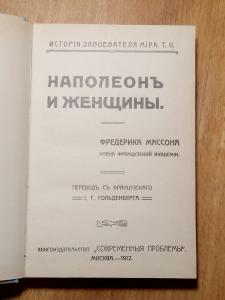 ИСТОРІЯ ЗАВОЕВАТЕЛЯ МІРА Т. II.
НАПОЛЕОНЪ
И ЖЕНЩИНЫ.
ФРЕДЕРИКА МАССОНА
ЧЛЕНА ФРАНЦУЗСКОЙ АКАДЕМІИ.
ПЕРЕВОДЪ СЪ ФРАНЦУЗСКАГО
І. Г. ГОЛЬДЕНБЕРГА
КНИГОИЗДАТЕЛЬСТВО „СОВРЕМЕННЫЯ ПРОБЛЕМЫ“.
МОСКВА.—1912.